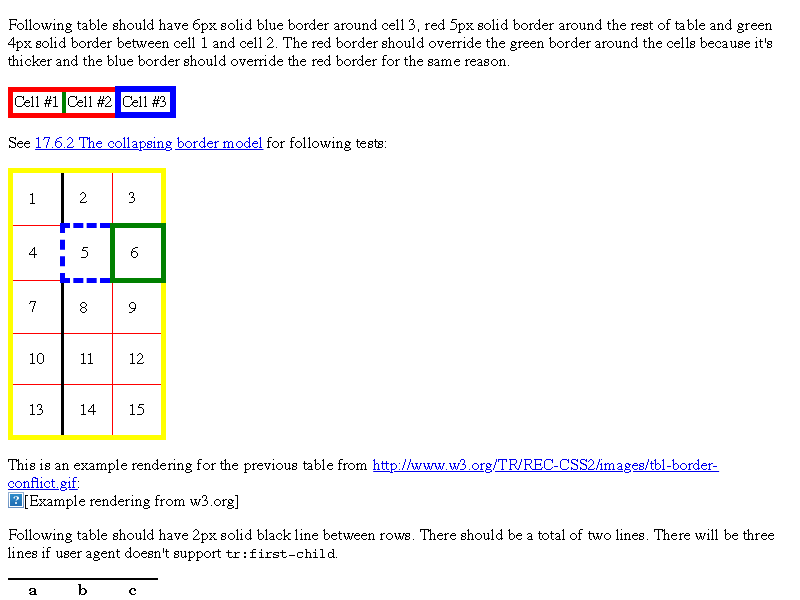 Following table should have 6px solid blue border around cell 3, red 5px solid border around the rest of table and green
4px solid border between cell 1 and cell 2. The red border should override the green border around the cells because it's
thicker and the blue border should override the red border for the same reason.
Cell #1 Cell #2 Cell #3
See 17.6.2 The collapsing border model for following tests:
1 2 3
4 5 6
7 8 9
10 11 12
13 14 15
This is an example rendering for the previous table from http://www.w3.org/TR/REC-CSS2/images/tbl-border-
conflict.gif:
[Example rendering from w3.org]
Following table should have 2px solid black line between rows. There should be a total of two lines. There will be three
lines if user agent doesn't support tr:first-child.
a b c